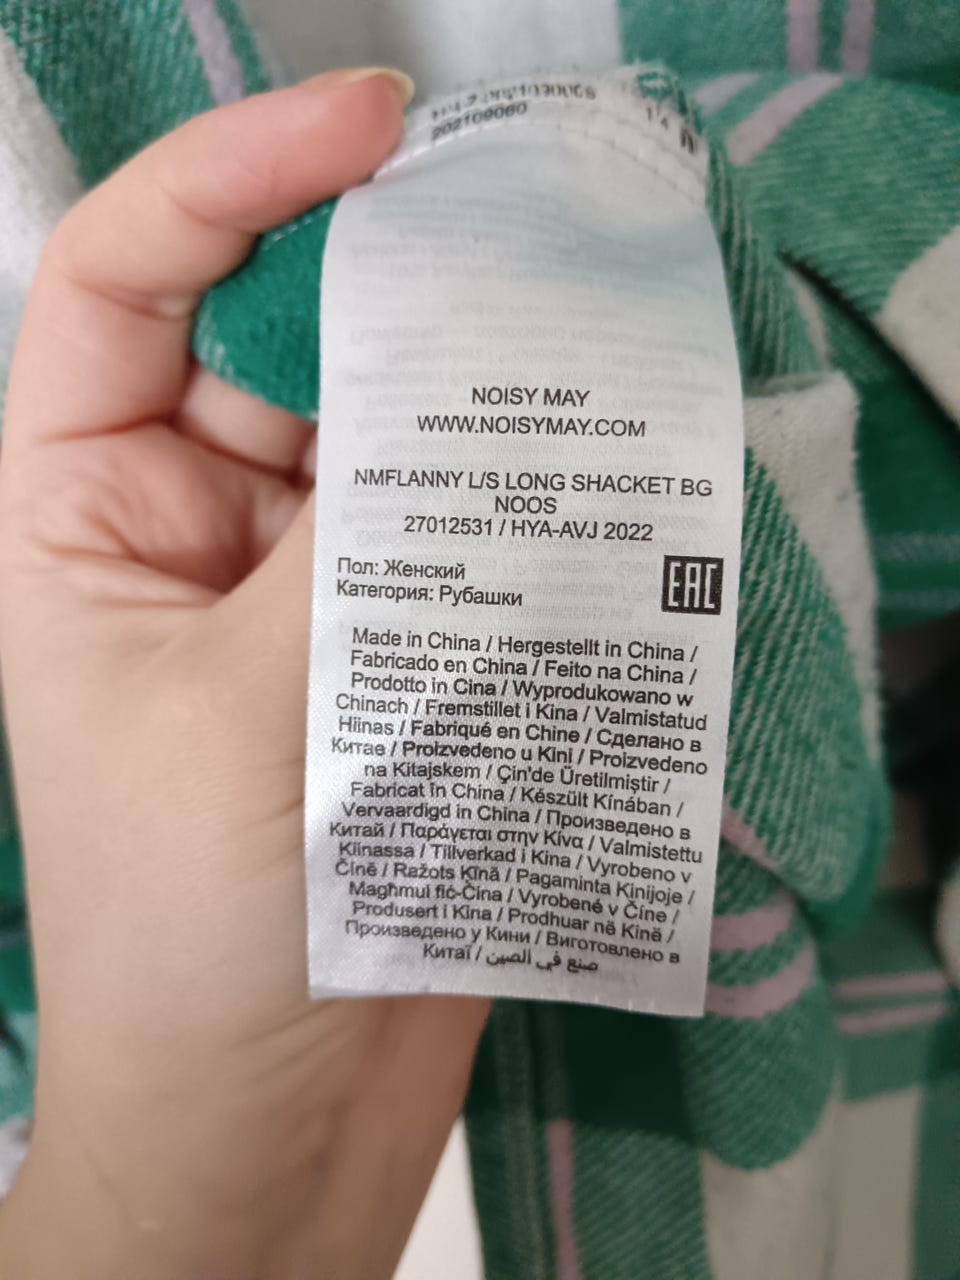 202109060
NOISY MAY
WWW.NOISYMAY.COM
NMFLANNY L/S LONG SHACKET BG
NOOS
27012531 / HYA-AVJ 2022
Пол: Женский
Категория: Рубашки
EAC
Made in China / Hergestellt in China /
Fabricado en China / Feito na China /
Prodotto in Cina / Wyprodukowano w
Chinach / Fremstillet i Kina / Valmistatud
Hiinas / Fabriqué en Chine / Сделано в
Китае / Proizvedeno u Kini / Proizvedeno
na Kitajskem / Çin'de Üretilmiştir /
Fabricat în China / Készült Kínában /
Vervaardigd in China / Произведено в
Китай / Παράγεται στην Κίνα / Valmistettu
Kiinassa / Tillverkad i Kina / Vyrobeno v
Číně / Ražots Ķīnā / Pagaminta Kinijoje /
Magħmul fiċ-Ċina / Vyrobené v Číne /
Produsert i Kina / Prodhuar në Kinë /
Произведено у Кини / Виготовлено в
Китаї / صنع في الصين